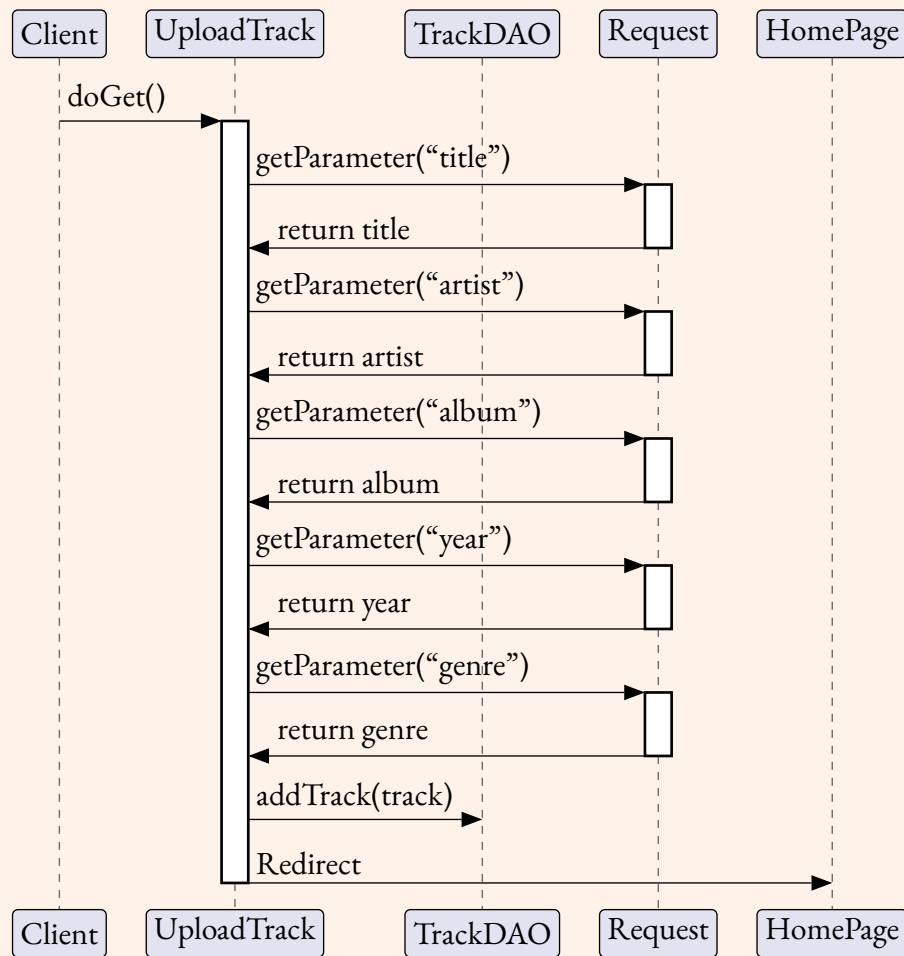 Client UploadTrack TrackDAO Request HomePage
doGet()
getParameter(“title”)
return title
getParameter(“artist”)
return artist
getParameter(“album”)
return album
getParameter(“year”)
return year
getParameter(“genre”)
return genre
addTrack(track)
Redirect
Client UploadTrack TrackDAO Request HomePage